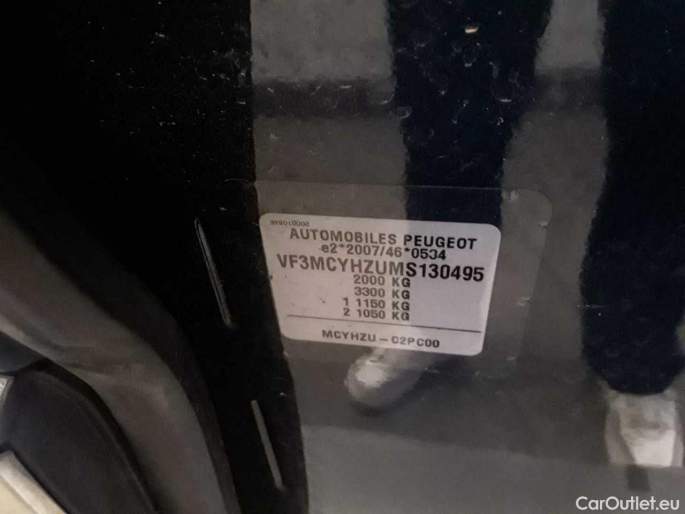 AUTOMOBILES PEUGEOT
e2*2007/46*0534
VF3MCYHZUMS130495
2000 KG
3300 KG
1 1150 KG
2 1050 KG
MCYHZU - C2PC00
CarOutlet.eu